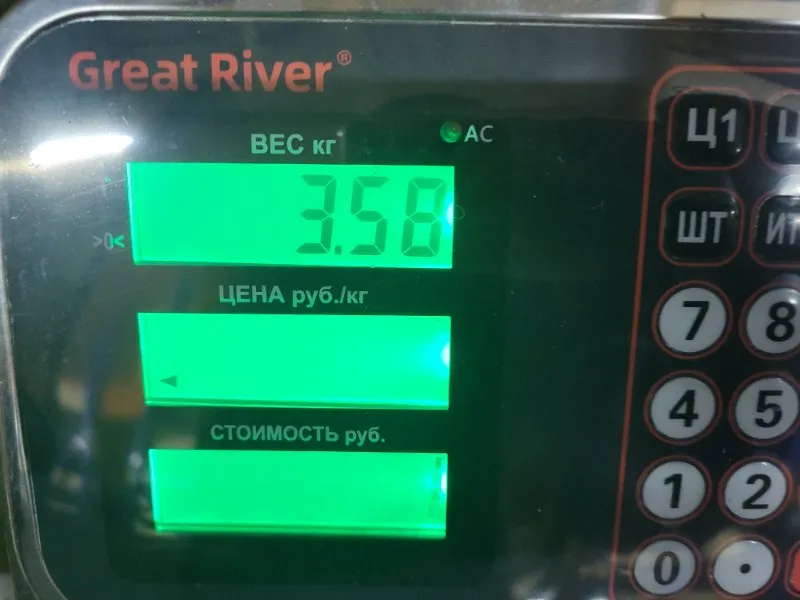 Great River®
ВЕС кг
AC
3.58
>0<
ЦЕНА руб./кг
СТОИМОСТЬ руб.
Ц1
ШТ
7 8
4 5
1 2
0 .